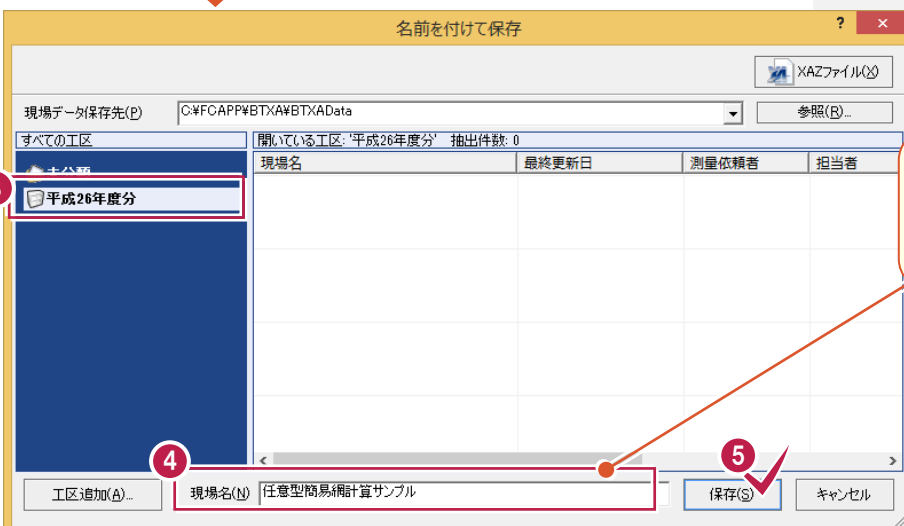 名前を付けて保存
? ×
XAZファイル(X)
現場データ保存先(P) C:¥FCAPP¥BTXA¥BTXAData 参照(R)...
すべての工区 開いている工区: '平成26年度分' 抽出件数: 0
現場名 最終更新日 測量依頼者 担当者
未分類
平成26年度分
4
5
工区追加(A)... 現場名(N) 任意型簡易網計算サンプル 保存(S) キャンセル